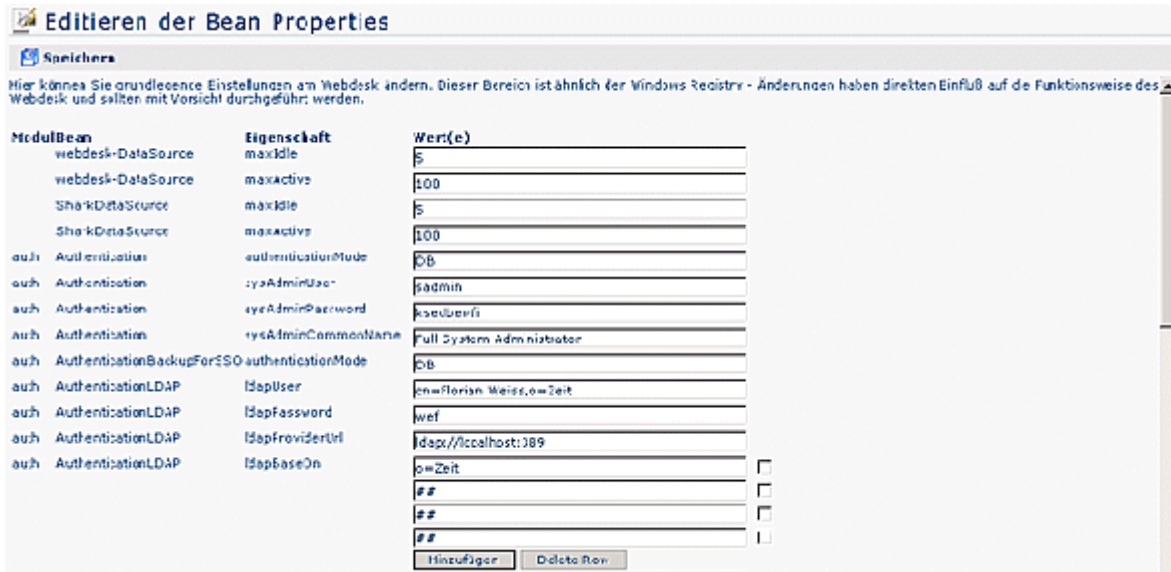 Editieren der Bean Properties
Speichern
Hier können Sie grundlegende Einstellungen am Webdesk ändern. Dieser Bereich ist ähnlich der Windows Registry - Änderungen haben direkten Einfluß auf die Funktionsweise des
Webdesk und sollten mit Vorsicht durchgeführt werden.
Modul Bean Eigenschaft Wert(e)
webdesk-DataSource maxIdle 5
webdesk-DataSource maxActive 100
SharkDataSource maxIdle 5
SharkDataSource maxActive 100
auth Authentication authenticationMode DB
auth Authentication sysAdminUser sadmin
auth Authentication sysAdminPassword
auth Authentication sysAdminCommonName Full System Administrator
auth AuthenticationBackupForSSO authenticationMode DB
auth AuthenticationLDAP ldapUser cn=Florian Weiss,o=Zeit
auth AuthenticationLDAP ldapPassword wef
auth AuthenticationLDAP ldapProviderUrl ldap://localhost:389
auth AuthenticationLDAP ldapBaseDn o=Zeit
##
##
##
Hinzufügen Delete Row